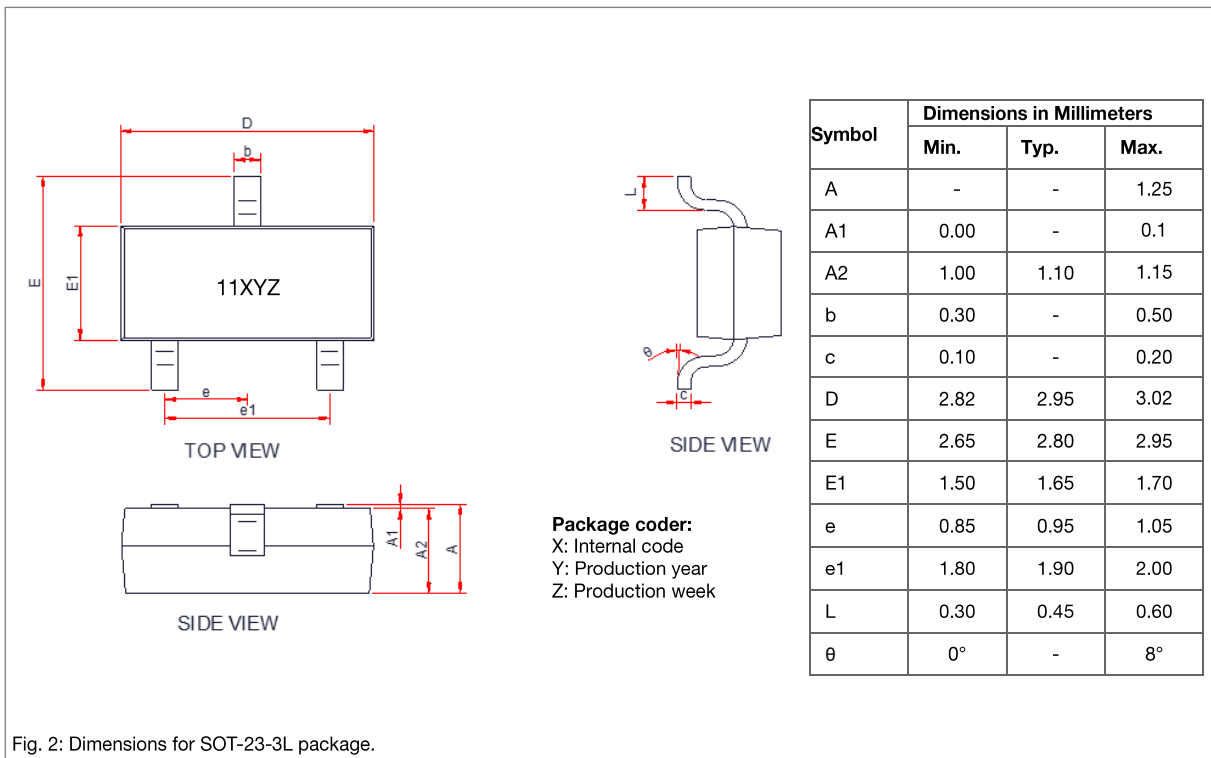 D
b
E
E1
11XYZ
e
e1
TOP VIEW
A1
A2
A
SIDE VIEW
L
θ
c
SIDE VIEW
Package coder:
X: Internal code
Y: Production year
Z: Production week
Symbol Dimensions in Millimeters
Min. Typ. Max.
A - - 1.25
A1 0.00 - 0.1
A2 1.00 1.10 1.15
b 0.30 - 0.50
c 0.10 - 0.20
D 2.82 2.95 3.02
E 2.65 2.80 2.95
E1 1.50 1.65 1.70
e 0.85 0.95 1.05
e1 1.80 1.90 2.00
L 0.30 0.45 0.60
θ 0° - 8°
Fig. 2: Dimensions for SOT-23-3L package.